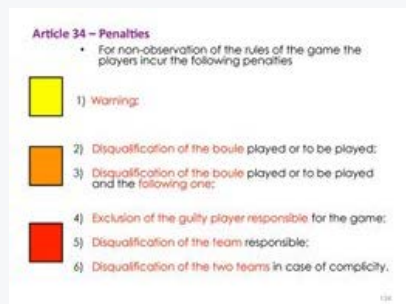 Article 34 – Penalties
• For non-observation of the rules of the game the
players incur the following penalties
1) Warning;
2) Disqualification of the boule played or to be played;
3) Disqualification of the boule played or to be played
and the following one;
4) Exclusion of the guilty player responsible for the game;
5) Disqualification of the team responsible;
6) Disqualification of the two teams in case of complicity.